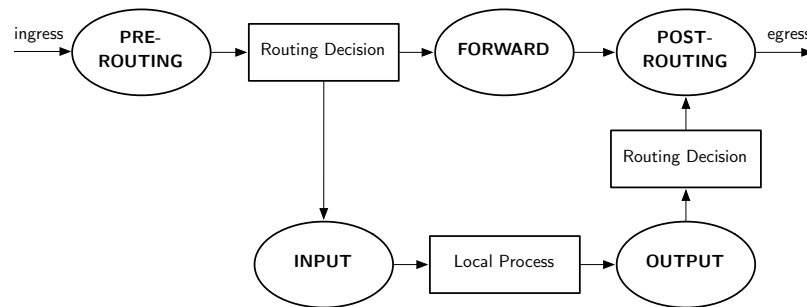 ingress
PRE-
ROUTING
Routing Decision
FORWARD
POST-
ROUTING
egress
Routing Decision
INPUT
Local Process
OUTPUT